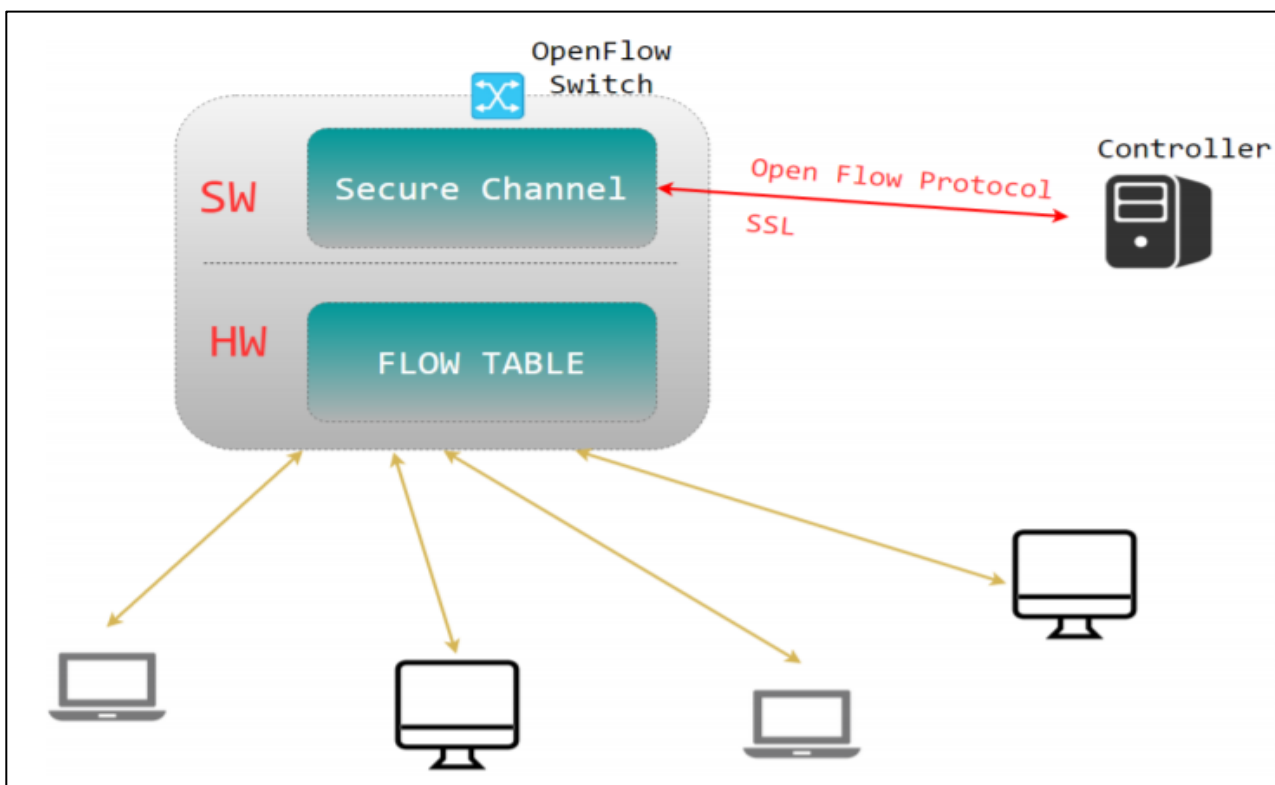 OpenFlow
Switch
SW
Secure Channel
Open Flow Protocol
SSL
Controller
HW
FLOW TABLE